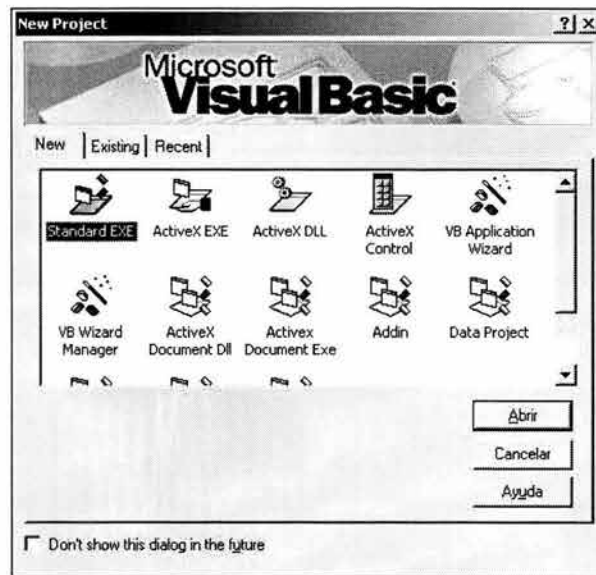 New Project
Microsoft
Visual Basic
New Existing Recent
Standard EXE ActiveX EXE ActiveX DLL ActiveX Control VB Application Wizard
VB Wizard Manager ActiveX Document Dll Activex Document Exe Addin Data Project
Abrir
Cancelar
Ayuda
Don't show this dialog in the future